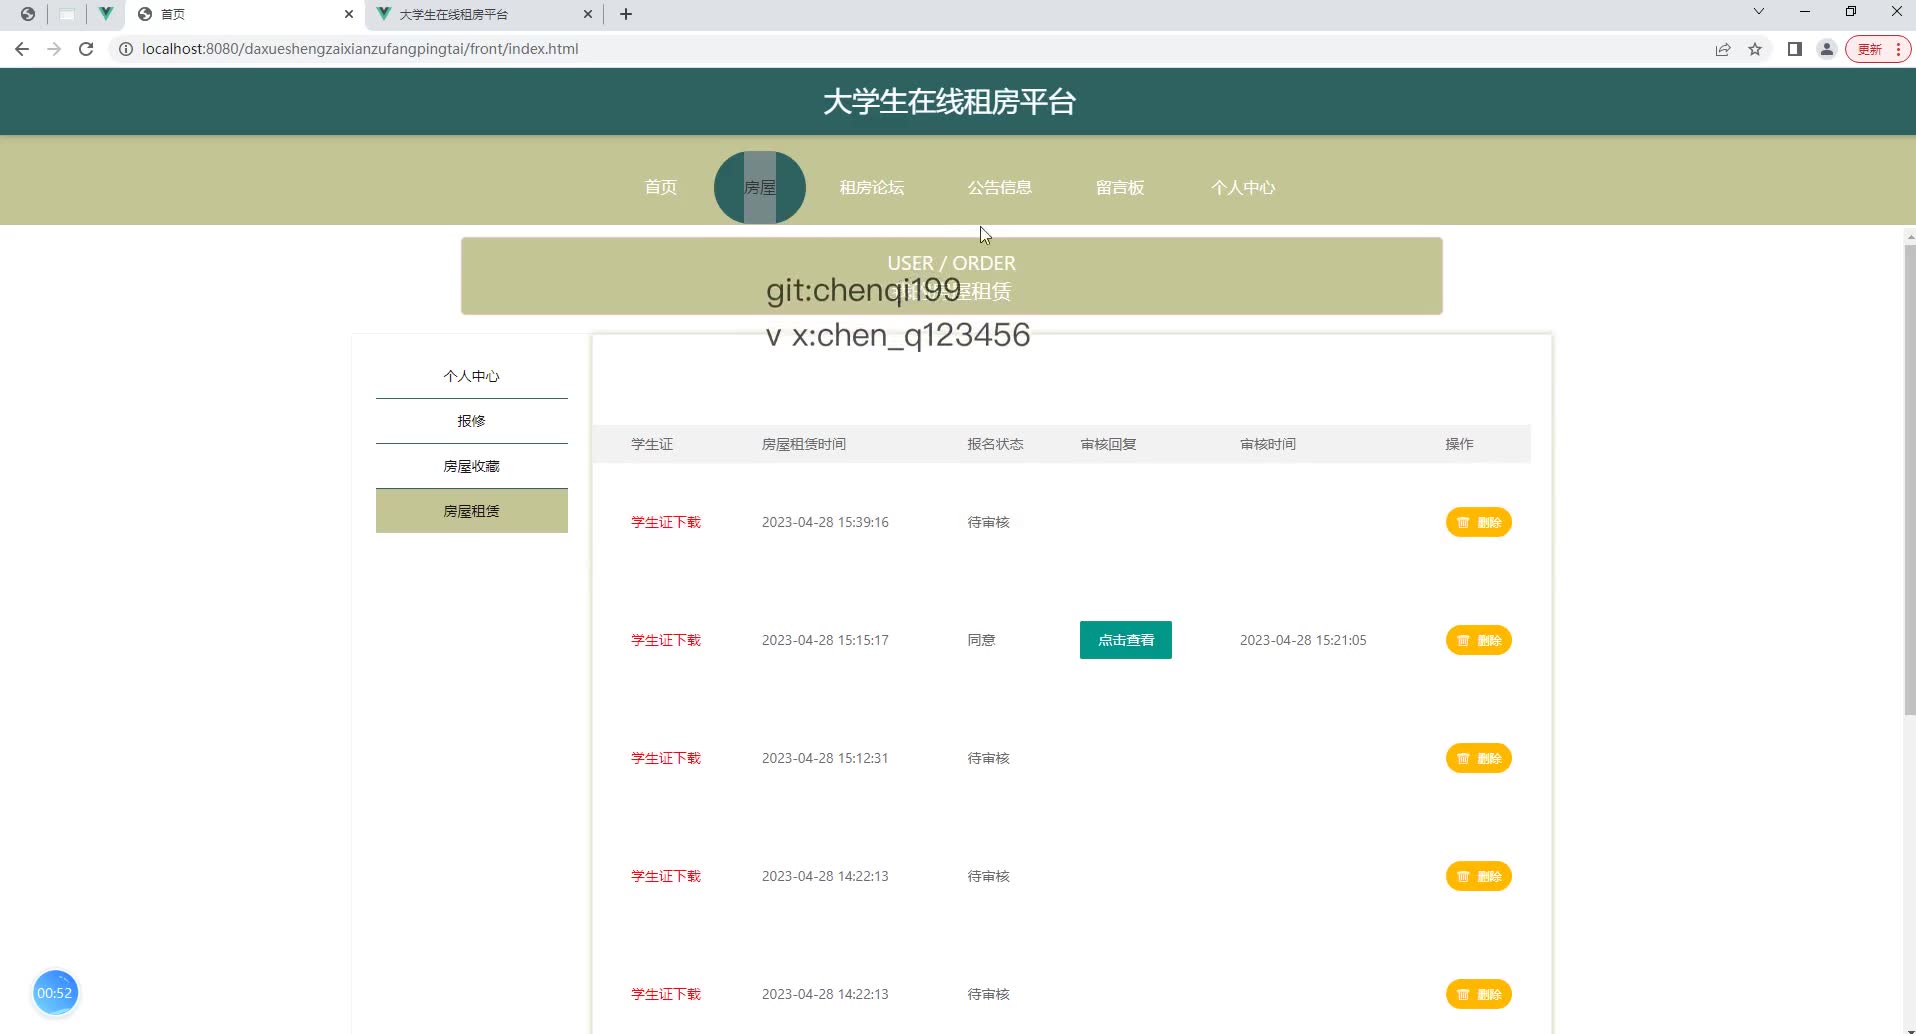 首页
大学生在线租房平台
localhost:8080/daxueshengzaixianzufangpingtai/front/index.html
更新
大学生在线租房平台
首页 房屋 租房论坛 公告信息 留言板 个人中心
USER / ORDER
房屋租赁
git:chenqi199
v x:chen_q123456
个人中心
报修
房屋收藏
房屋租赁
学生证 房屋租赁时间 报名状态 审核回复 审核时间 操作
学生证下载 2023-04-28 15:39:16 待审核 删除
学生证下载 2023-04-28 15:15:17 同意 点击查看 2023-04-28 15:21:05 删除
学生证下载 2023-04-28 15:12:31 待审核 删除
学生证下载 2023-04-28 14:22:13 待审核 删除
学生证下载 2023-04-28 14:22:13 待审核 删除
00:52